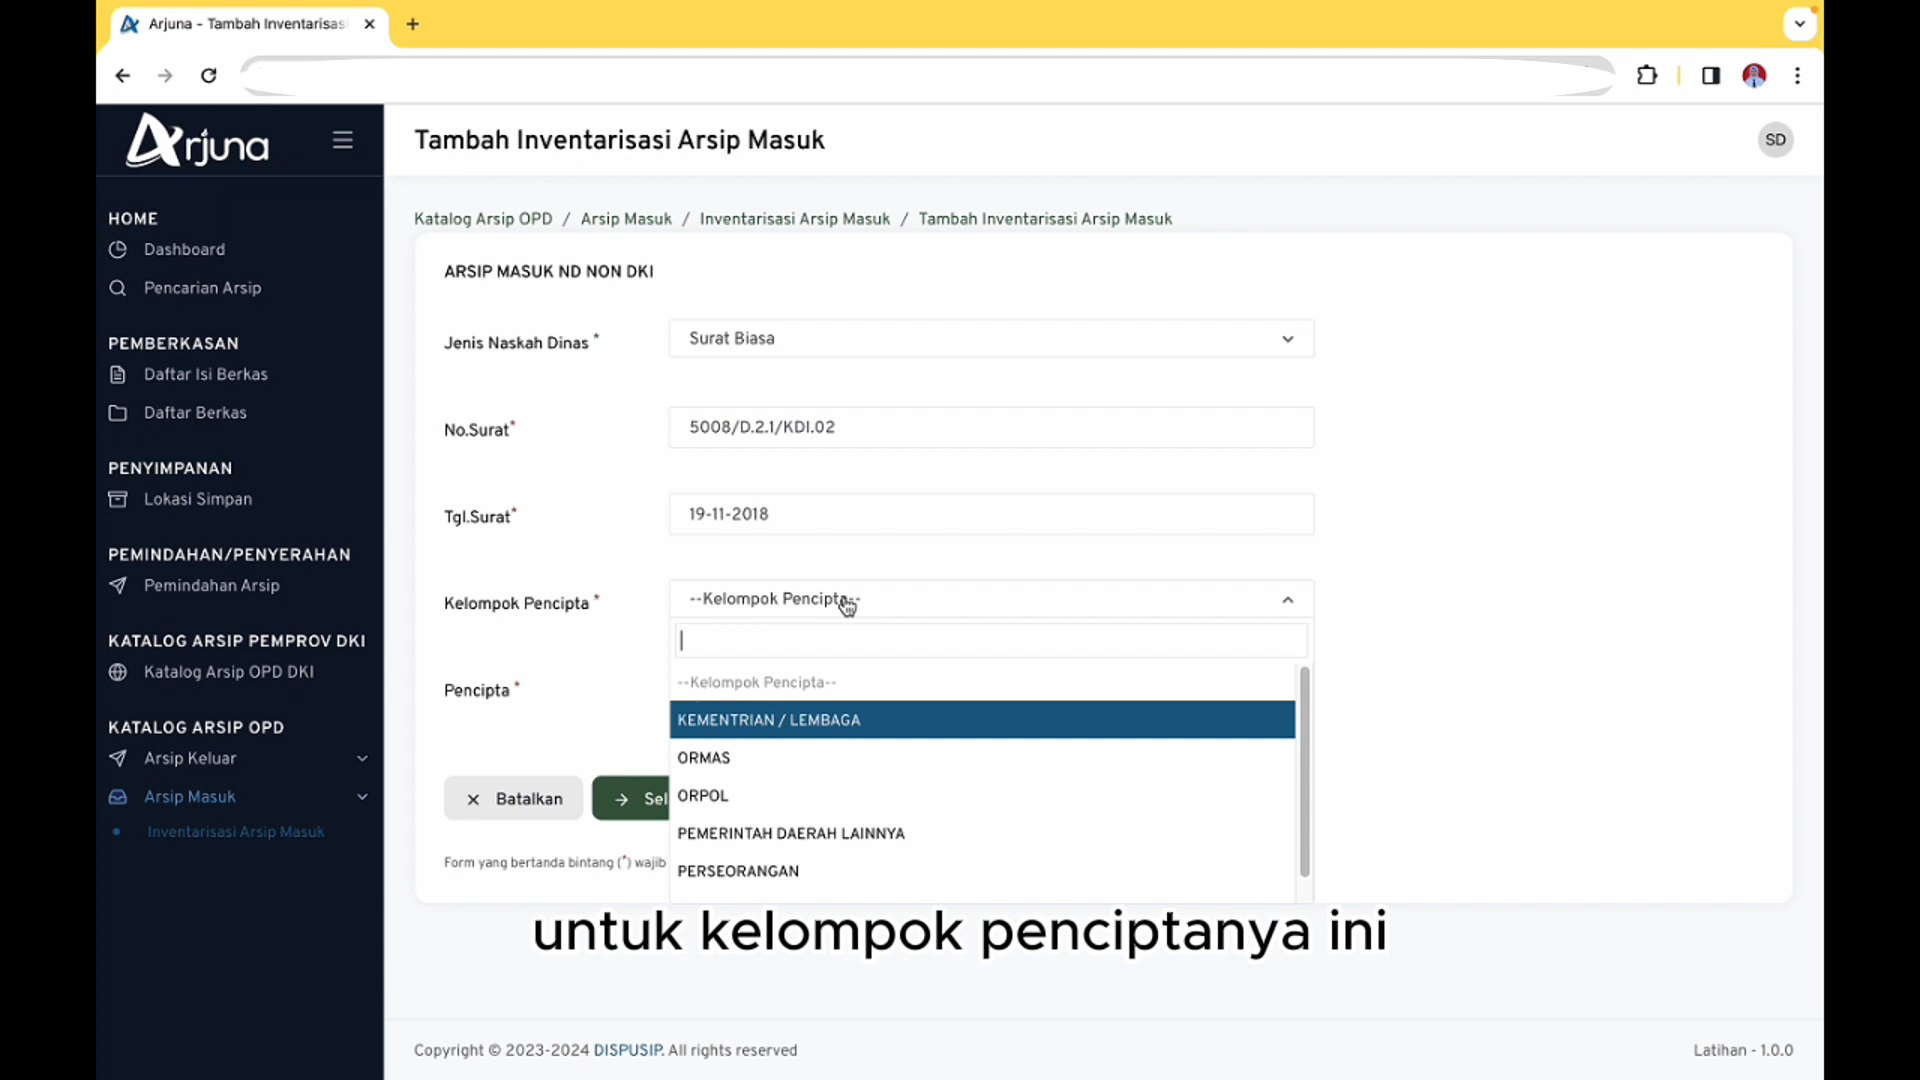 Arjuna - Tambah Inventarisas
Arjuna
Tambah Inventarisasi Arsip Masuk
SD
HOME
Dashboard
Pencarian Arsip
PEMBERKASAN
Daftar Isi Berkas
Daftar Berkas
PENYIMPANAN
Lokasi Simpan
PEMINDAHAN/PENYERAHAN
Pemindahan Arsip
KATALOG ARSIP PEMPROV DKI
Katalog Arsip OPD DKI
KATALOG ARSIP OPD
Arsip Keluar
Arsip Masuk
Inventarisasi Arsip Masuk
Katalog Arsip OPD / Arsip Masuk / Inventarisasi Arsip Masuk / Tambah Inventarisasi Arsip Masuk
ARSIP MASUK ND NON DKI
Jenis Naskah Dinas * Surat Biasa
No.Surat* 5008/D.2.1/KDI.02
Tgl.Surat* 19-11-2018
Kelompok Pencipta * --Kelompok Pencipta--
--Kelompok Pencipta--
Pencipta *
KEMENTRIAN / LEMBAGA
ORMAS
ORPOL
PEMERINTAH DAERAH LAINNYA
PERSEORANGAN
Batalkan
Sel
Form yang bertanda bintang (*) wajib
untuk kelompok penciptanya ini
Copyright © 2023-2024 DISPUSIP. All rights reserved
Latihan - 1.0.0